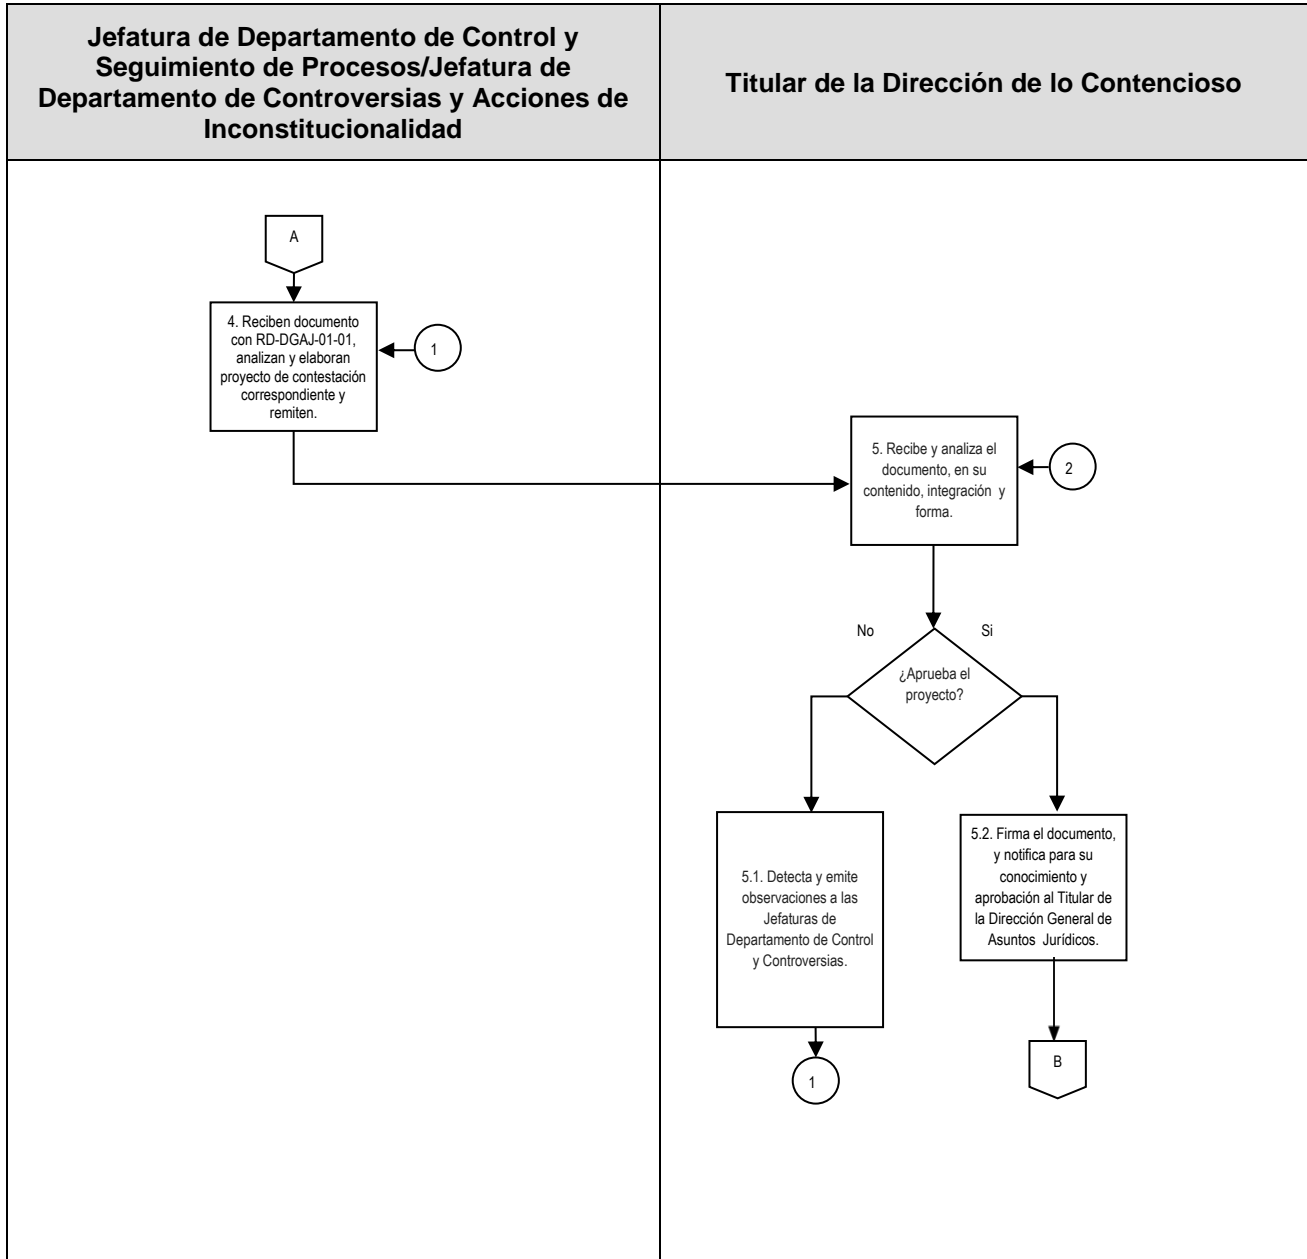 Jefatura de Departamento de Control y
Seguimiento de Procesos/Jefatura de
Departamento de Controversias y Acciones de
Inconstitucionalidad
Titular de la Dirección de lo Contencioso
A
4. Reciben documento
con RD-DGAJ-01-01,
analizan y elaboran
proyecto de contestación
correspondiente y
remiten.
1
5. Recibe y analiza el
documento, en su
contenido, integración y
forma.
2
No
Si
¿Aprueba el
proyecto?
5.1. Detecta y emite
observaciones a las
Jefaturas de
Departamento de Control
y Controversias.
5.2. Firma el documento,
y notifica para su
conocimiento y
aprobación al Titular de
la Dirección General de
Asuntos Jurídicos.
1
B